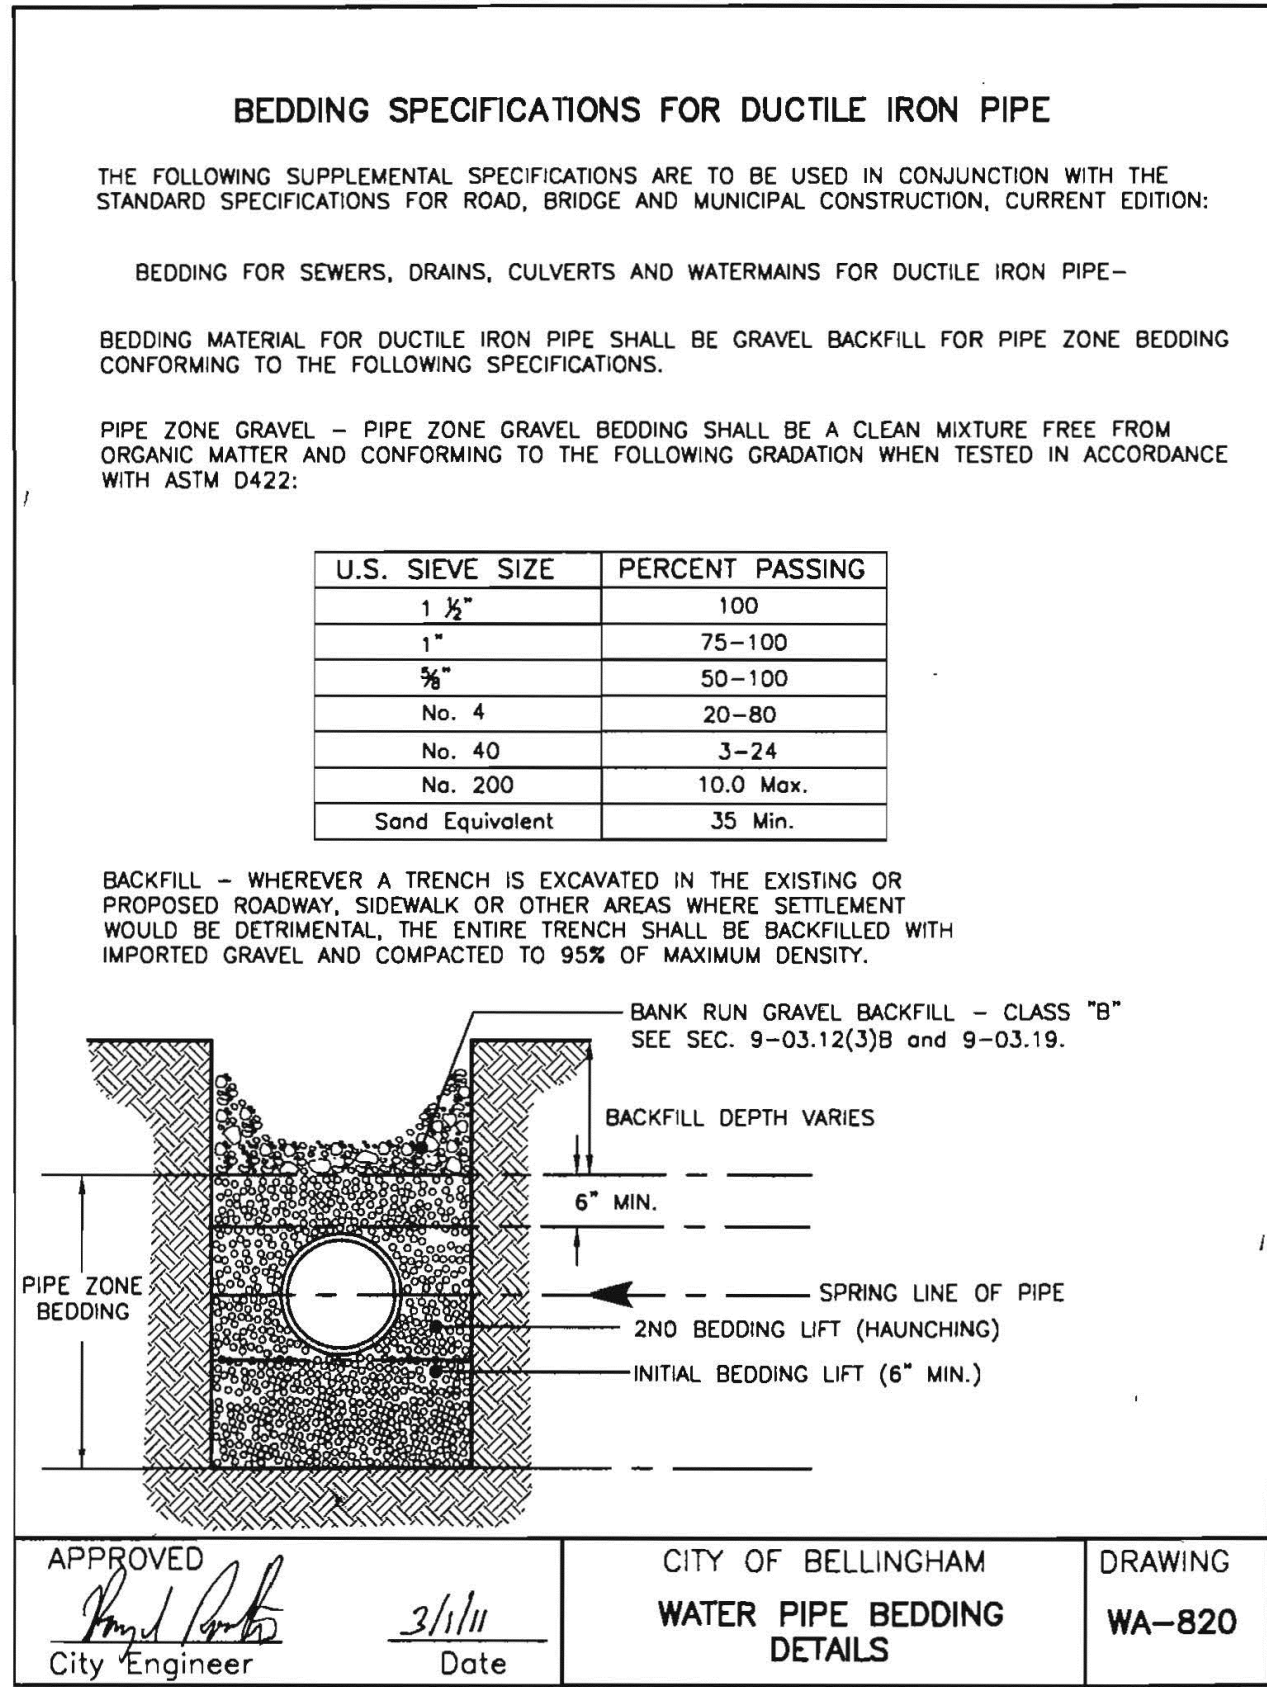 BEDDING SPECIFICATIONS FOR DUCTILE IRON PIPE
THE FOLLOWING SUPPLEMENTAL SPECIFICATIONS ARE TO BE USED IN CONJUNCTION WITH THE
STANDARD SPECIFICATIONS FOR ROAD, BRIDGE AND MUNICIPAL CONSTRUCTION, CURRENT EDITION:
BEDDING FOR SEWERS, DRAINS, CULVERTS AND WATERMAINS FOR DUCTILE IRON PIPE–
BEDDING MATERIAL FOR DUCTILE IRON PIPE SHALL BE GRAVEL BACKFILL FOR PIPE ZONE BEDDING
CONFORMING TO THE FOLLOWING SPECIFICATIONS.
PIPE ZONE GRAVEL – PIPE ZONE GRAVEL BEDDING SHALL BE A CLEAN MIXTURE FREE FROM
ORGANIC MATTER AND CONFORMING TO THE FOLLOWING GRADATION WHEN TESTED IN ACCORDANCE
WITH ASTM D422:
U.S. SIEVE SIZE PERCENT PASSING
1 ½" 100
1" 75–100
⅝" 50–100
No. 4 20–80
No. 40 3–24
No. 200 10.0 Max.
Sand Equivalent 35 Min.
BACKFILL – WHEREVER A TRENCH IS EXCAVATED IN THE EXISTING OR
PROPOSED ROADWAY, SIDEWALK OR OTHER AREAS WHERE SETTLEMENT
WOULD BE DETRIMENTAL, THE ENTIRE TRENCH SHALL BE BACKFILLED WITH
IMPORTED GRAVEL AND COMPACTED TO 95% OF MAXIMUM DENSITY.
BANK RUN GRAVEL BACKFILL – CLASS "B"
SEE SEC. 9–03.12(3)B and 9–03.19.
BACKFILL DEPTH VARIES
6" MIN.
PIPE ZONE
BEDDING
SPRING LINE OF PIPE
2ND BEDDING LIFT (HAUNCHING)
INITIAL BEDDING LIFT (6" MIN.)
APPROVED
3/1/11
City Engineer
Date
CITY OF BELLINGHAM
WATER PIPE BEDDING
DETAILS
DRAWING
WA–820